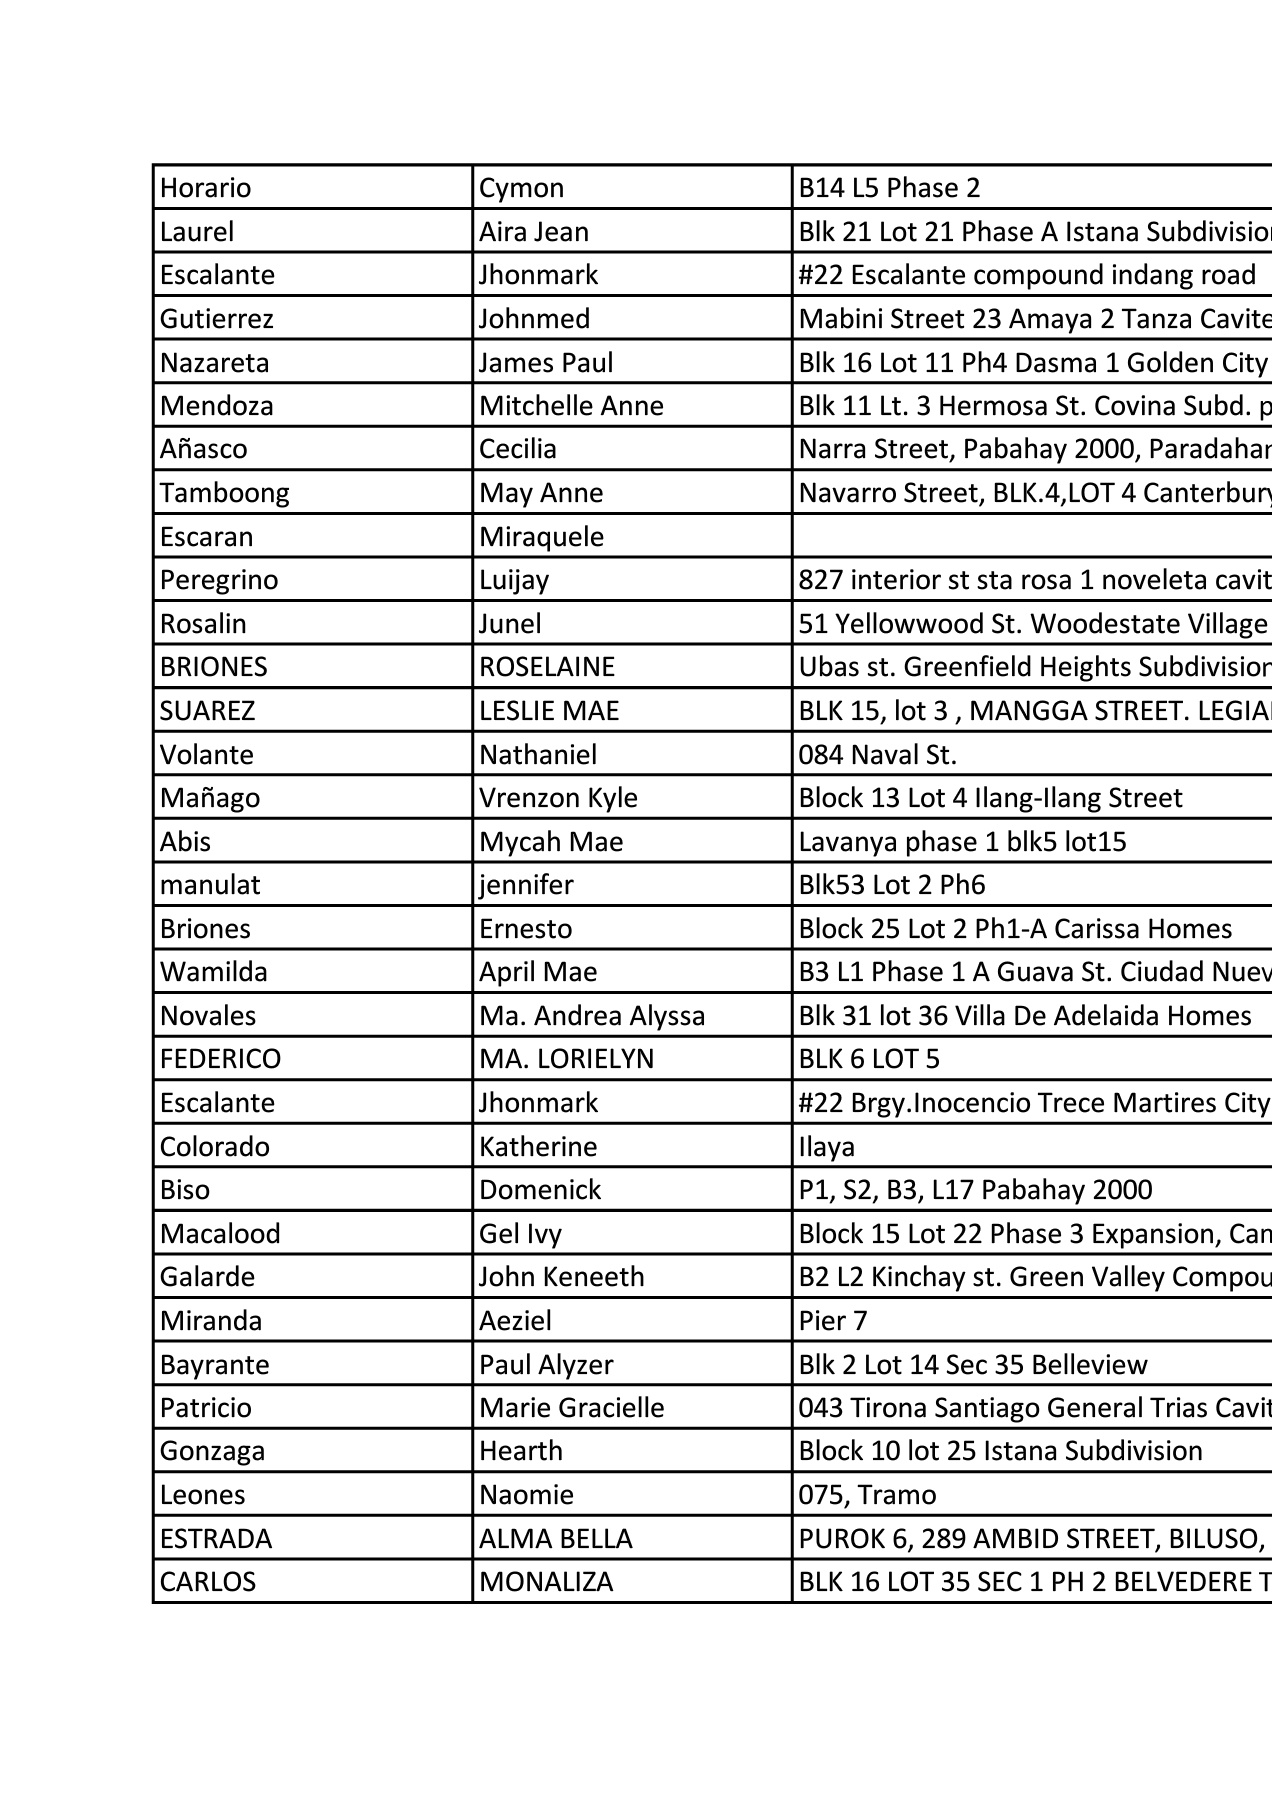 Horario Cymon B14 L5 Phase 2
Laurel Aira Jean Blk 21 Lot 21 Phase A Istana Subdivisio
Escalante Jhonmark #22 Escalante compound indang road
Gutierrez Johnmed Mabini Street 23 Amaya 2 Tanza Cavite
Nazareta James Paul Blk 16 Lot 11 Ph4 Dasma 1 Golden City
Mendoza Mitchelle Anne Blk 11 Lt. 3 Hermosa St. Covina Subd. p
Añasco Cecilia Narra Street, Pabahay 2000, Paradahan
Tamboong May Anne Navarro Street, BLK.4,LOT 4 Canterbury
Escaran Miraquele
Peregrino Luijay 827 interior st sta rosa 1 noveleta cavit
Rosalin Junel 51 Yellowwood St. Woodestate Village
BRIONES ROSELAINE Ubas st. Greenfield Heights Subdivision
SUAREZ LESLIE MAE BLK 15, lot 3 , MANGGA STREET. LEGIA
Volante Nathaniel 084 Naval St.
Mañago Vrenzon Kyle Block 13 Lot 4 Ilang-Ilang Street
Abis Mycah Mae Lavanya phase 1 blk5 lot15
manulat jennifer Blk53 Lot 2 Ph6
Briones Ernesto Block 25 Lot 2 Ph1-A Carissa Homes
Wamilda April Mae B3 L1 Phase 1 A Guava St. Ciudad Nuev
Novales Ma. Andrea Alyssa Blk 31 lot 36 Villa De Adelaida Homes
FEDERICO MA. LORIELYN BLK 6 LOT 5
Escalante Jhonmark #22 Brgy.Inocencio Trece Martires City
Colorado Katherine Ilaya
Biso Domenick P1, S2, B3, L17 Pabahay 2000
Macalood Gel Ivy Block 15 Lot 22 Phase 3 Expansion, Can
Galarde John Keneeth B2 L2 Kinchay st. Green Valley Compou
Miranda Aeziel Pier 7
Bayrante Paul Alyzer Blk 2 Lot 14 Sec 35 Belleview
Patricio Marie Gracielle 043 Tirona Santiago General Trias Cavit
Gonzaga Hearth Block 10 lot 25 Istana Subdivision
Leones Naomie 075, Tramo
ESTRADA ALMA BELLA PUROK 6, 289 AMBID STREET, BILUSO,
CARLOS MONALIZA BLK 16 LOT 35 SEC 1 PH 2 BELVEDERE T